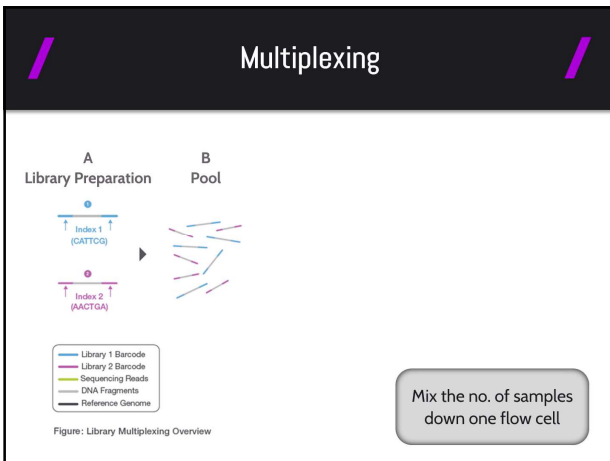 Multiplexing
A
Library Preparation
B
Pool
1
Index 1
(CATTCG)
2
Index 2
(AACTGA)
Library 1 Barcode
Library 2 Barcode
Sequencing Reads
DNA Fragments
Reference Genome
Figure: Library Multiplexing Overview
Mix the no. of samples
down one flow cell